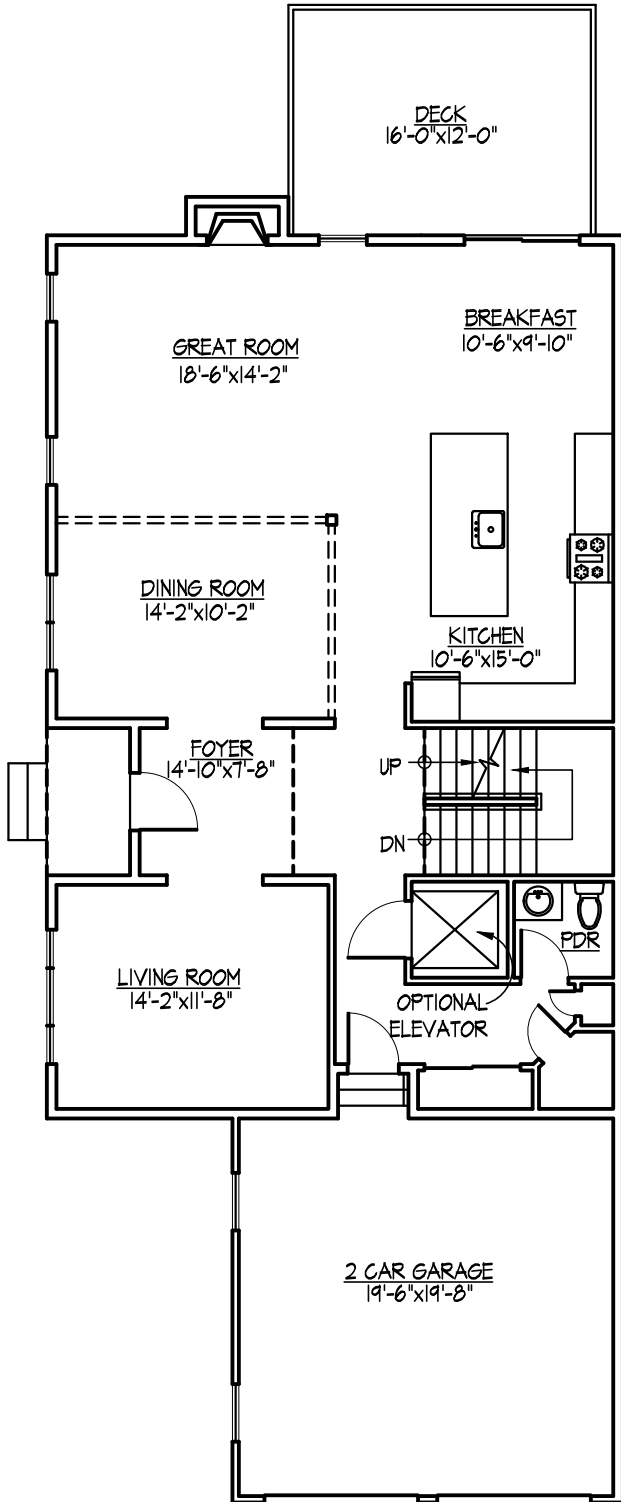 DECK
16'-0"x12'-0"
BREAKFAST
10'-6"x9'-10"
GREAT ROOM
18'-6"x14'-2"
DINING ROOM
14'-2"x10'-2"
KITCHEN
10'-6"x15'-0"
FOYER
14'-10"x7'-8"
UP
DN
PDR
LIVING ROOM
14'-2"x11'-8"
OPTIONAL
ELEVATOR
2 CAR GARAGE
19'-6"x19'-8"